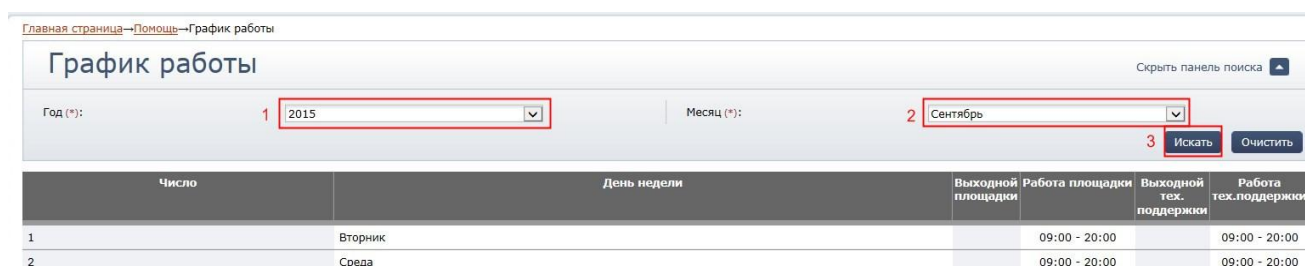 Главная страница→Помощь→График работы
График работы
Скрыть панель поиска
Год (*):
1
2015
Месяц (*):
2
Сентябрь
3
Искать
Очистить
Число
День недели
Выходной площадки
Работа площадки
Выходной тех. поддержки
Работа тех.поддержки
1 Вторник 09:00 - 20:00 09:00 - 20:00
2 Среда 09:00 - 20:00 09:00 - 20:00